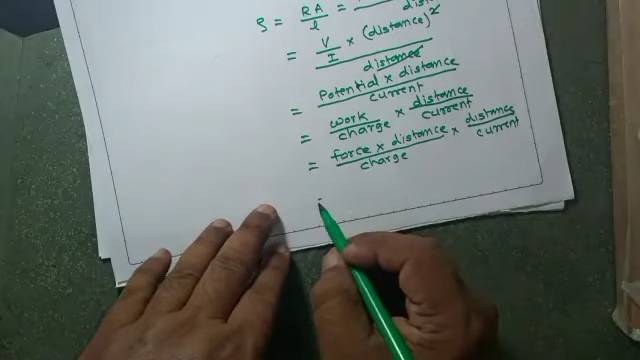 ρ = RA/l =
= V/I × (distance)²/distance
= Potential × distance/current
= work/charge × distance/current
= force × distance/charge × distance/current
=